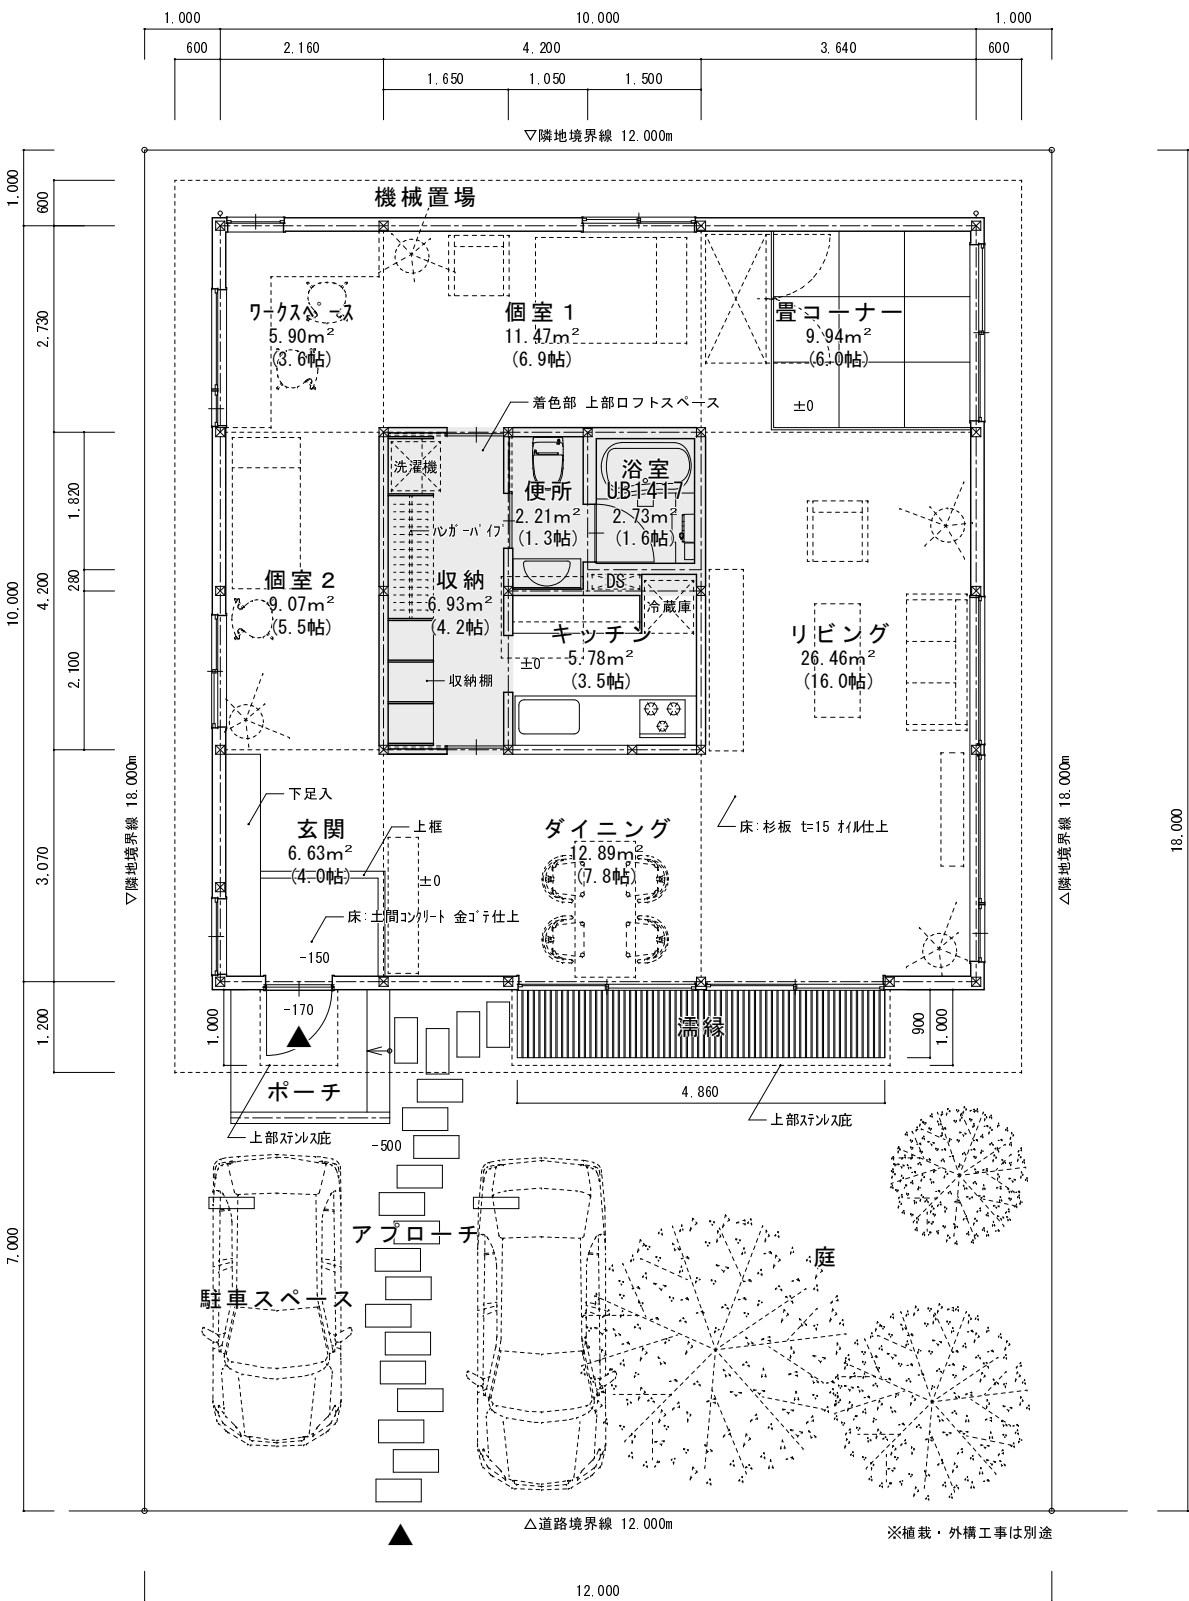 1.000 10.000 1.000
600 2.160 4.200 3.640 600
1.650 1.050 1.500
▽隣地境界線 12.000m
1.000
600
機械置場
2.730
ワークスペース
5.90m²
(3.6帖)
個室1
11.47m²
(6.9帖)
畳コーナー
9.94m²
(6.0帖)
±0
着色部 上部ロフトスペース
洗濯機
便所
2.21m²
(1.3帖)
浴室
UB1417
2.73m²
(1.6帖)
1.820
ハンガーパイプ
10.000
4.200
280
個室2
9.07m²
(5.5帖)
収納
6.93m²
(4.2帖)
DS
冷蔵庫
キッチン
5.78m²
(3.5帖)
±0
リビング
26.46m²
(16.0帖)
2.100
収納棚
▽隣地境界線 18.000m
△隣地境界線 18.000m
18.000
下足入
玄関
6.63m²
(4.0帖)
上框
±0
ダイニング
12.89m²
(7.8帖)
床:杉板 t=15 オイル仕上
3.070
床:土間コンクリート 金ゴテ仕上
-150
-170
1.200
1.000
濡縁
900
1.000
ポーチ
4.860
上部ステンレス庇
上部ステンレス庇
-500
7.000
アプローチ
庭
駐車スペース
△道路境界線 12.000m
※植栽・外構工事は別途
12.000